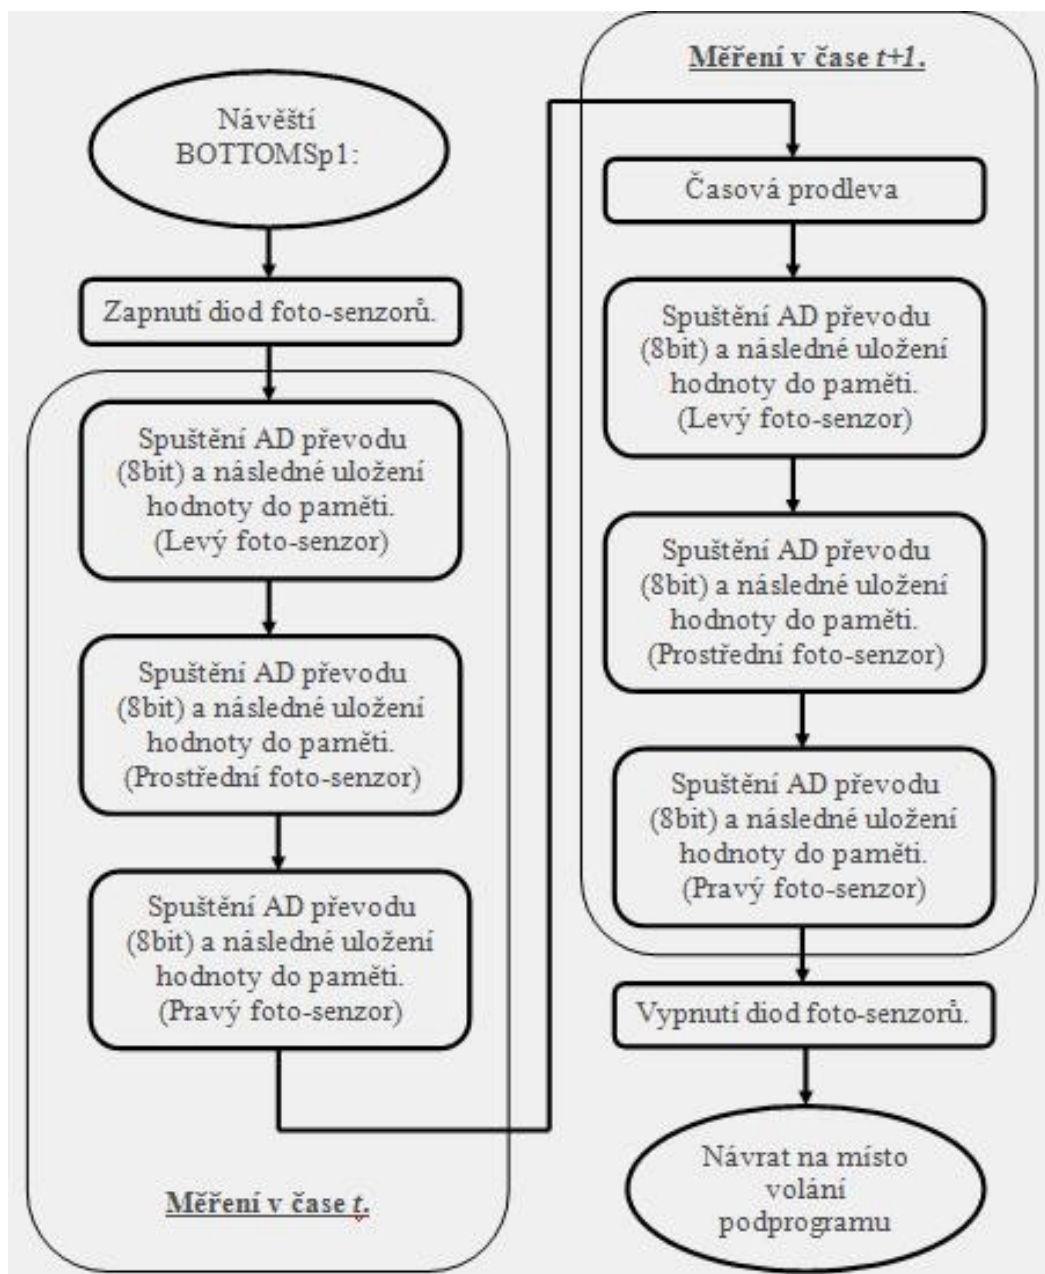 Návěští
BOTTOMSp1:
Zapnutí diod foto-senzorů.
Spuštění AD převodu
(8bit) a následné uložení
hodnoty do paměti.
(Levý foto-senzor)
Spuštění AD převodu
(8bit) a následné uložení
hodnoty do paměti.
(Prostřední foto-senzor)
Spuštění AD převodu
(8bit) a následné uložení
hodnoty do paměti.
(Pravý foto-senzor)
Měření v čase t.
Měření v čase t+1.
Časová prodleva
Spuštění AD převodu
(8bit) a následné uložení
hodnoty do paměti.
(Levý foto-senzor)
Spuštění AD převodu
(8bit) a následné uložení
hodnoty do paměti.
(Prostřední foto-senzor)
Spuštění AD převodu
(8bit) a následné uložení
hodnoty do paměti.
(Pravý foto-senzor)
Vypnutí diod foto-senzorů.
Návrat na místo
volání
podprogramu